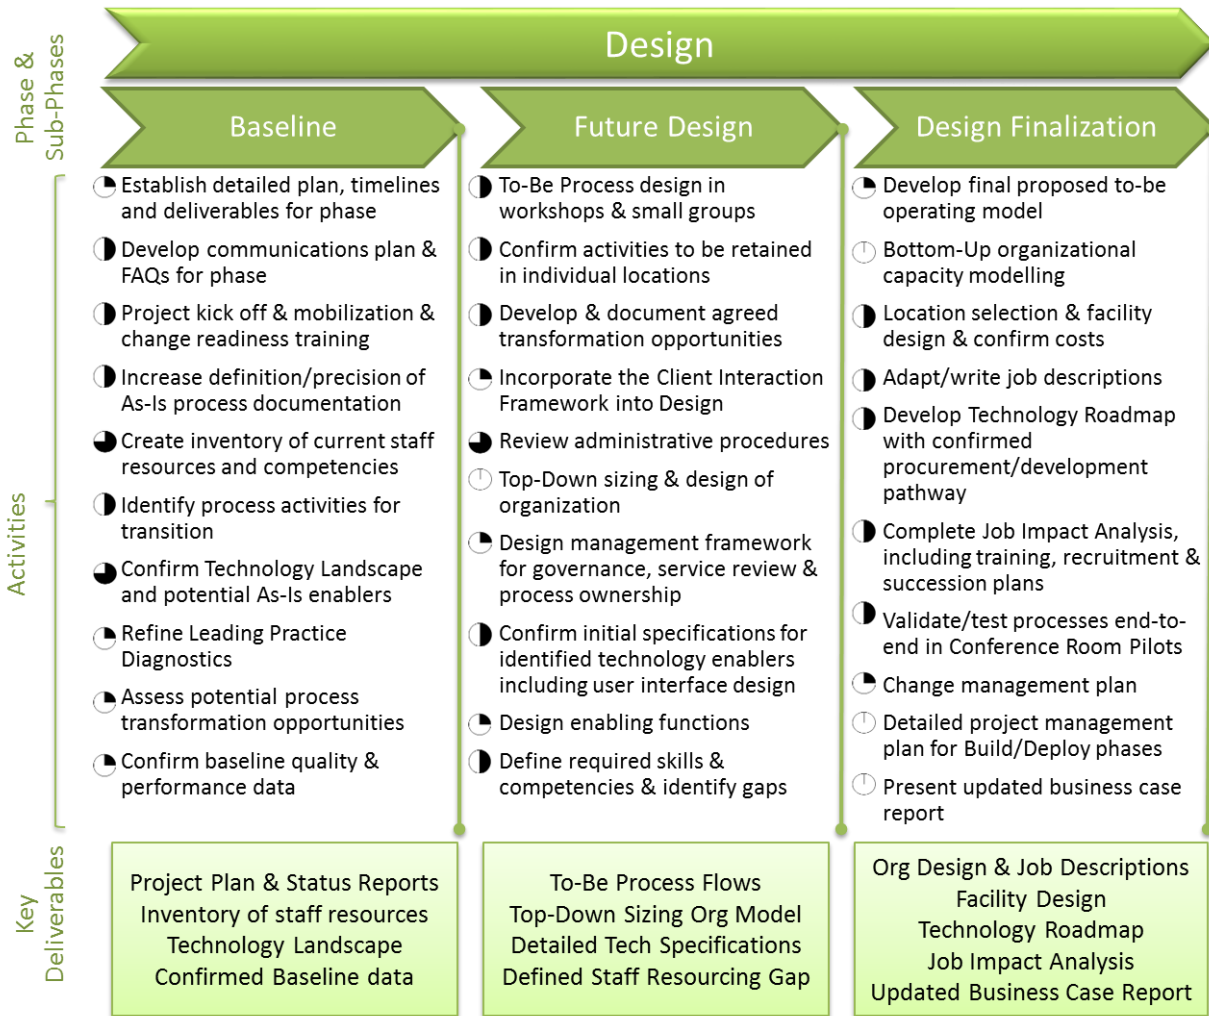 Phase &
Sub-Phases
Design
Baseline
Future Design
Design Finalization
Activities
Establish detailed plan, timelines
and deliverables for phase
Develop communications plan &
FAQs for phase
Project kick off & mobilization &
change readiness training
Increase definition/precision of
As-Is process documentation
Create inventory of current staff
resources and competencies
Identify process activities for
transition
Confirm Technology Landscape
and potential As-Is enablers
Refine Leading Practice
Diagnostics
Assess potential process
transformation opportunities
Confirm baseline quality &
performance data
To-Be Process design in
workshops & small groups
Confirm activities to be retained
in individual locations
Develop & document agreed
transformation opportunities
Incorporate the Client Interaction
Framework into Design
Review administrative procedures
Top-Down sizing & design of
organization
Design management framework
for governance, service review &
process ownership
Confirm initial specifications for
identified technology enablers
including user interface design
Design enabling functions
Define required skills &
competencies & identify gaps
Develop final proposed to-be
operating model
Bottom-Up organizational
capacity modelling
Location selection & facility
design & confirm costs
Adapt/write job descriptions
Develop Technology Roadmap
with confirmed
procurement/development
pathway
Complete Job Impact Analysis,
including training, recruitment &
succession plans
Validate/test processes end-to-
end in Conference Room Pilots
Change management plan
Detailed project management
plan for Build/Deploy phases
Present updated business case
report
Key
Deliverables
Project Plan & Status Reports
Inventory of staff resources
Technology Landscape
Confirmed Baseline data
To-Be Process Flows
Top-Down Sizing Org Model
Detailed Tech Specifications
Defined Staff Resourcing Gap
Org Design & Job Descriptions
Facility Design
Technology Roadmap
Job Impact Analysis
Updated Business Case Report